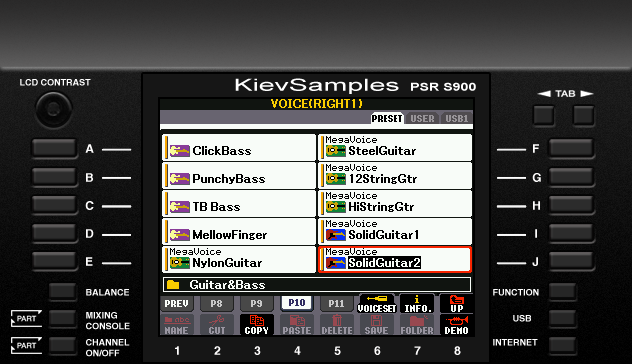 LCD CONTRAST
KievSamples PSR S900
TAB
VOICE(RIGHT1)
PRESET USER USB1
A
B
C
D
E
ClickBass
PunchyBass
TB Bass
MellowFinger
MegaVoice
NylonGuitar
MegaVoice
SteelGuitar
MegaVoice
12StringGtr
MegaVoice
HiStringGtr
MegaVoice
SolidGuitar1
MegaVoice
SolidGuitar2
F
G
H
I
J
Guitar&Bass
BALANCE
PART
MIXING
CONSOLE
PART
CHANNEL
ON/OFF
PREV P8 P9 P10 P11 VOICESET INFO. UP
NAME CUT COPY PASTE DELETE SAVE FOLDER DEMO
1 2 3 4 5 6 7 8
FUNCTION
USB
INTERNET